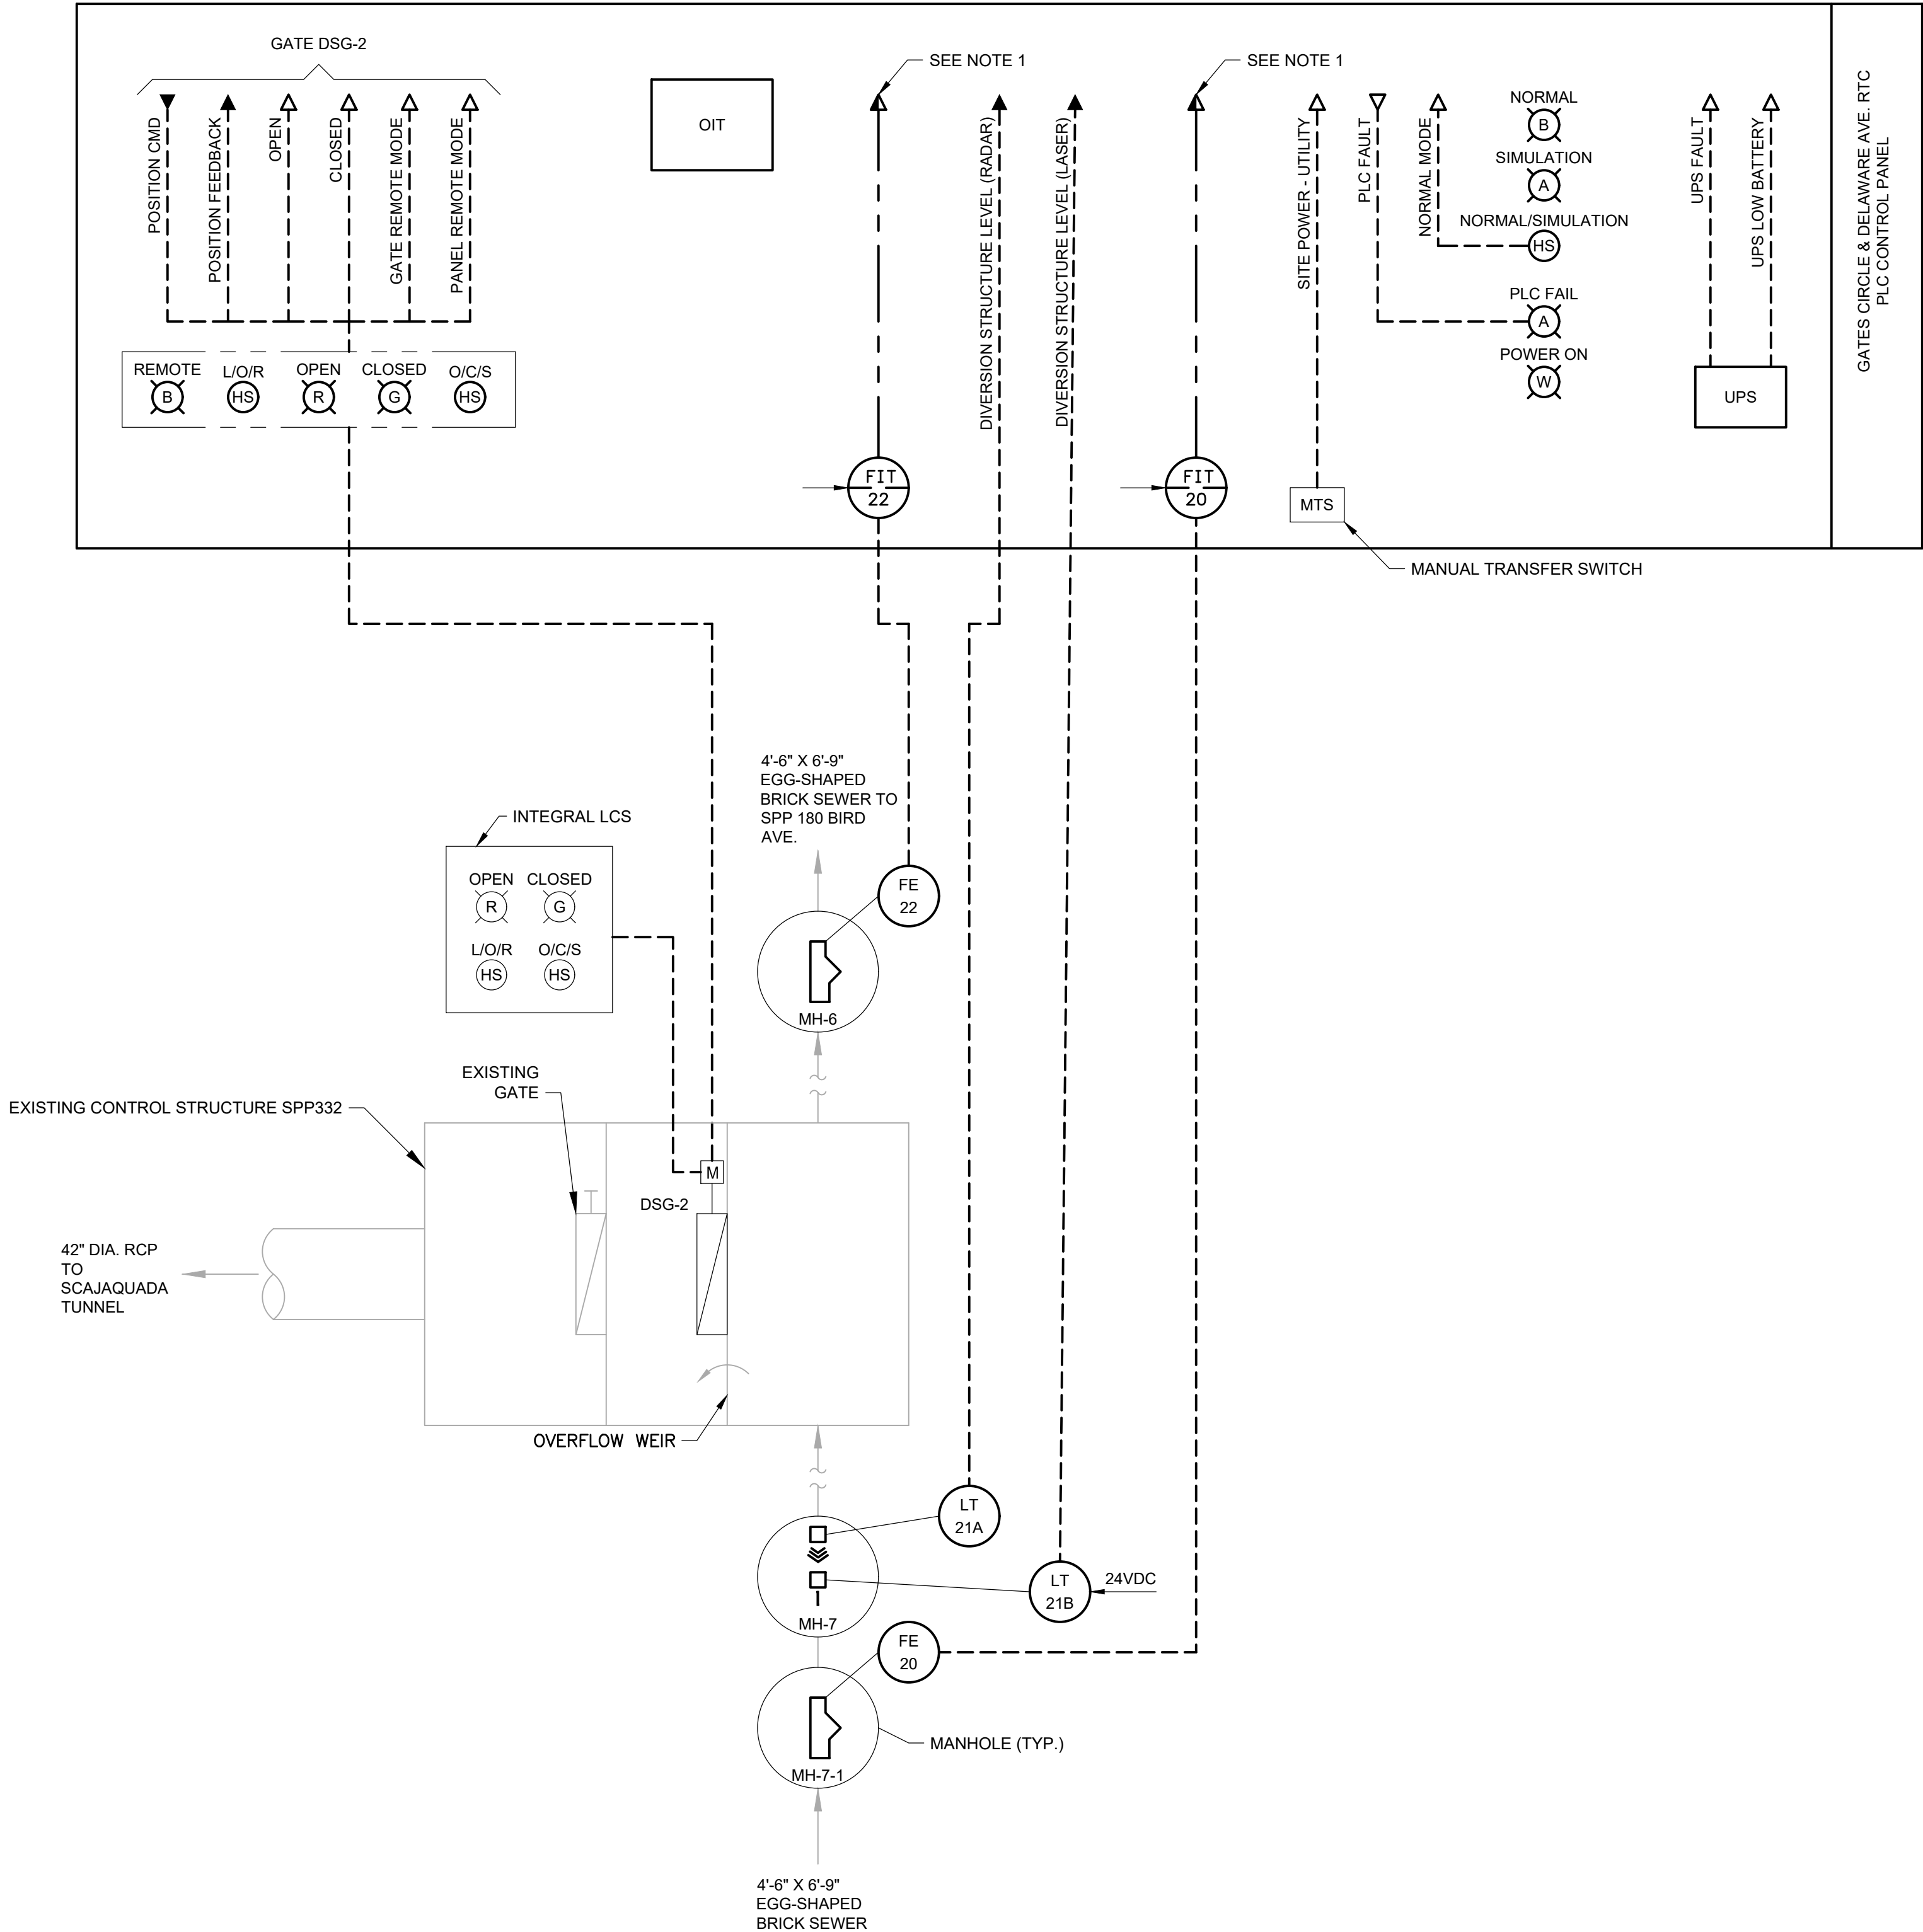 GATE DSG-2
POSITION CMD
POSITION FEEDBACK
OPEN
CLOSED
GATE REMOTE MODE
PANEL REMOTE MODE
REMOTE
B
L/O/R
HS
OPEN
R
CLOSED
G
O/C/S
HS
OIT
SEE NOTE 1
FIT
22
DIVERSION STRUCTURE LEVEL (RADAR)
DIVERSION STRUCTURE LEVEL (LASER)
SEE NOTE 1
FIT
20
SITE POWER - UTILITY
MTS
MANUAL TRANSFER SWITCH
PLC FAULT
NORMAL MODE
NORMAL
B
SIMULATION
A
NORMAL/SIMULATION
HS
PLC FAIL
A
POWER ON
W
UPS FAULT
UPS LOW BATTERY
UPS
GATES CIRCLE & DELAWARE AVE. RTC
PLC CONTROL PANEL
4'-6" X 6'-9"
EGG-SHAPED
BRICK SEWER TO
SPP 180 BIRD
AVE.
INTEGRAL LCS
OPEN
R
CLOSED
G
L/O/R
HS
O/C/S
HS
FE
22
MH-6
EXISTING
GATE
EXISTING CONTROL STRUCTURE SPP332
M
DSG-2
42" DIA. RCP
TO
SCAJAQUADA
TUNNEL
OVERFLOW WEIR
LT
21A
LT
21B
24VDC
MH-7
FE
20
MANHOLE (TYP.)
MH-7-1
4'-6" X 6'-9"
EGG-SHAPED
BRICK SEWER